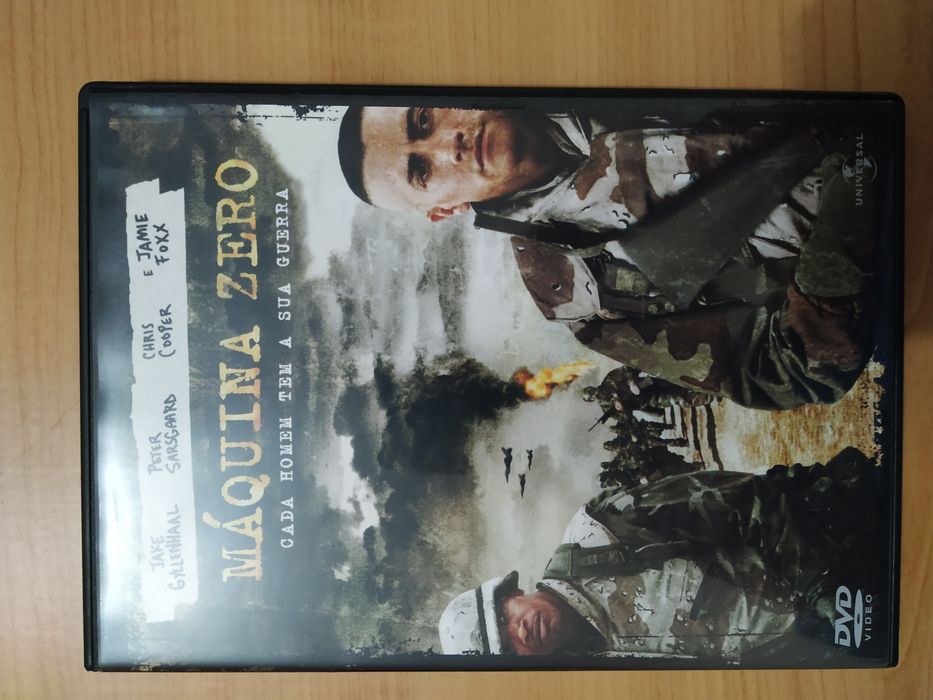 JAKE
GYLLENHAAL
PETER
SARSGAARD
CHRIS
COOPER
E JAMIE
FOXX
MÁQUINA ZERO
CADA HOMEM TEM A SUA GUERRA
DVD
VIDEO
UNIVERSAL